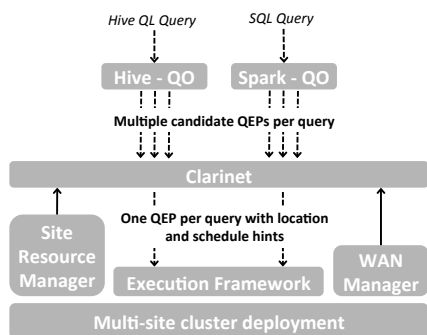 Hive QL Query
SQL Query
Hive - QO
Spark - QO
Multiple candidate QEPs per query
Clarinet
One QEP per query with location
and schedule hints
Site
Resource
Manager
WAN
Manager
Execution Framework
Multi-site cluster deployment